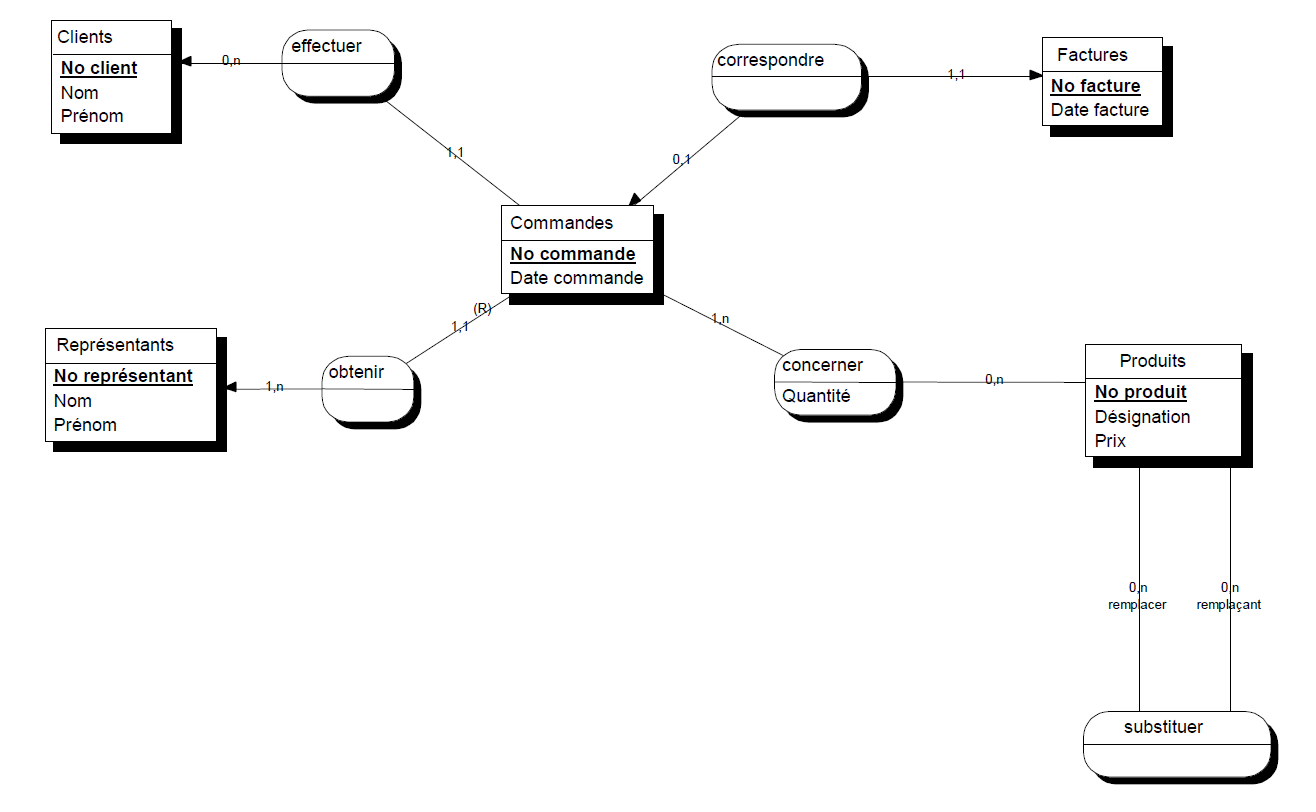 Clients
No client
Nom
Prénom
0,n
effectuer
1,1
correspondre
0,1
1,1
Factures
No facture
Date facture
Commandes
No commande
Date commande
(R)
1,1
1,n
Représentants
No représentant
Nom
Prénom
1,n
obtenir
concerner
Quantité
0,n
Produits
No produit
Désignation
Prix
0,n
remplacer
0,n
remplaçant
substituer